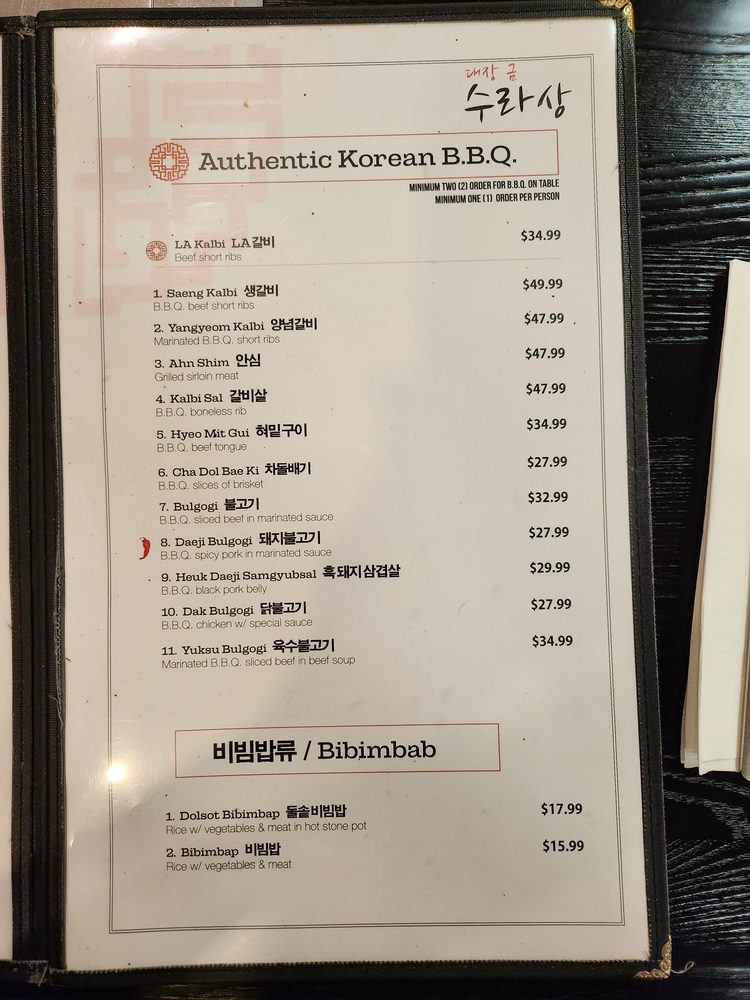 대장금
수라상
Authentic Korean B.B.Q.
MINIMUM TWO (2) ORDER FOR B.B.Q. ON TABLE
MINIMUM ONE (1) ORDER PER PERSON
LA Kalbi LA갈비 $34.99
Beef short ribs
1. Saeng Kalbi 생갈비 $49.99
B.B.Q. beef short ribs
2. Yangyeom Kalbi 양념갈비 $47.99
Marinated B.B.Q. short ribs
3. Ahn Shim 안심 $47.99
Grilled sirloin meat
4. Kalbi Sal 갈비살 $47.99
B.B.Q. boneless rib
5. Hyeo Mit Gui 혀밑구이 $34.99
B.B.Q. beef tongue
6. Cha Dol Bae Ki 차돌배기 $27.99
B.B.Q. slices of brisket
7. Bulgogi 불고기 $32.99
B.B.Q. sliced beef in marinated sauce
8. Daeji Bulgogi 돼지불고기 $27.99
B.B.Q. spicy pork in marinated sauce
9. Heuk Daeji Samgyubsal 흑돼지삼겹살 $29.99
B.B.Q. black pork belly
10. Dak Bulgogi 닭불고기 $27.99
B.B.Q. chicken w/ special sauce
11. Yuksu Bulgogi 육수불고기 $34.99
Marinated B.B.Q. sliced beef in beef soup
비빔밥류 / Bibimbab
1. Dolsot Bibimbap 돌솥비빔밥 $17.99
Rice w/ vegetables & meat in hot stone pot
2. Bibimbap 비빔밥 $15.99
Rice w/ vegetables & meat